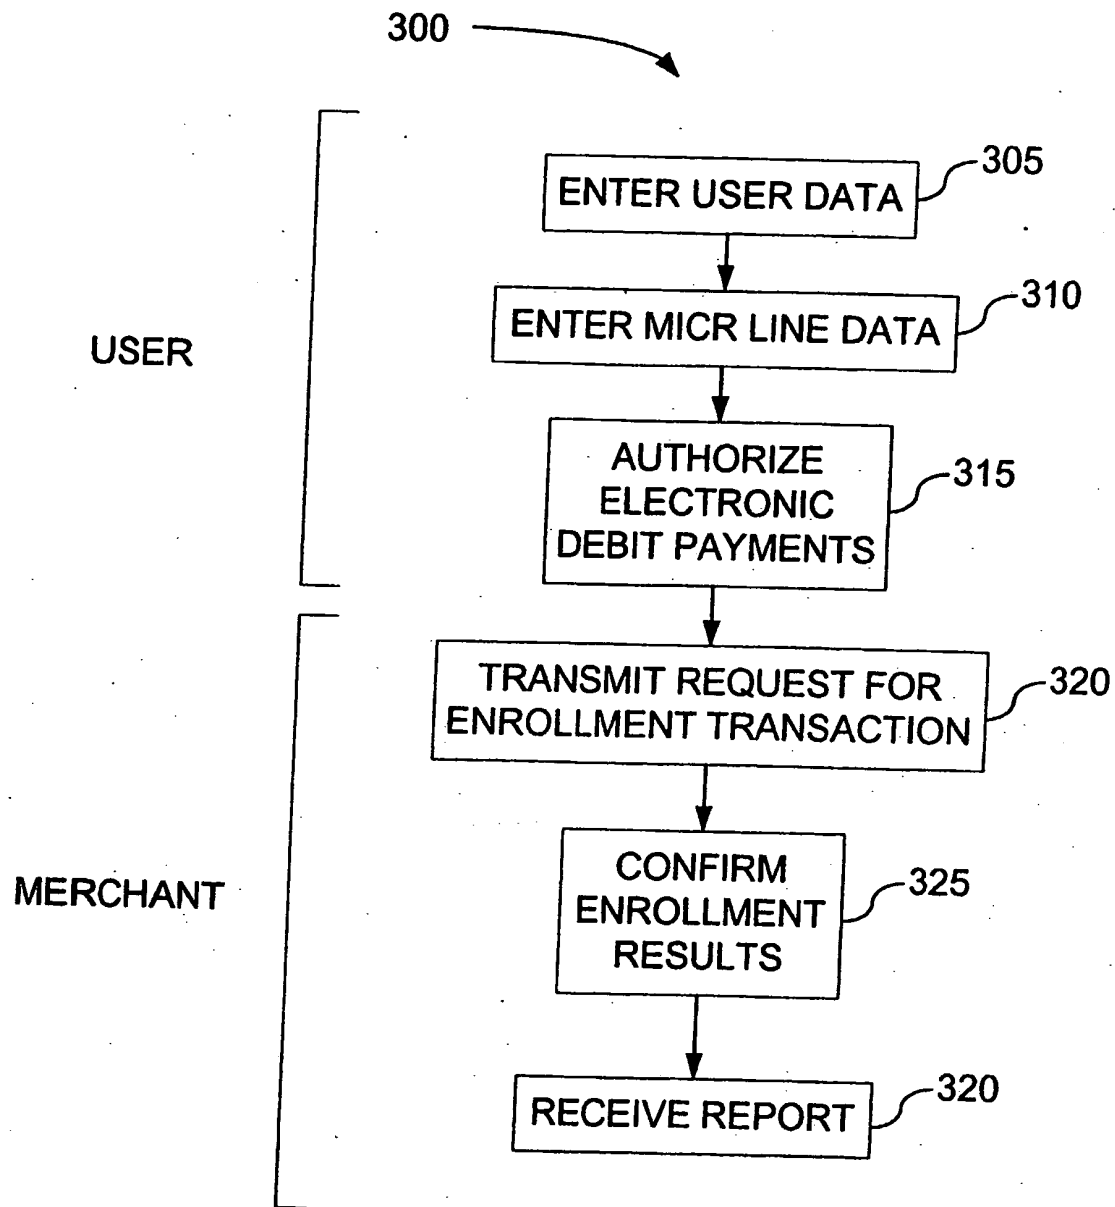 300
305
ENTER USER DATA
310
ENTER MICR LINE DATA
USER
AUTHORIZE
ELECTRONIC
DEBIT PAYMENTS
315
TRANSMIT REQUEST FOR
ENROLLMENT TRANSACTION
320
MERCHANT
CONFIRM
ENROLLMENT
RESULTS
325
RECEIVE REPORT
320